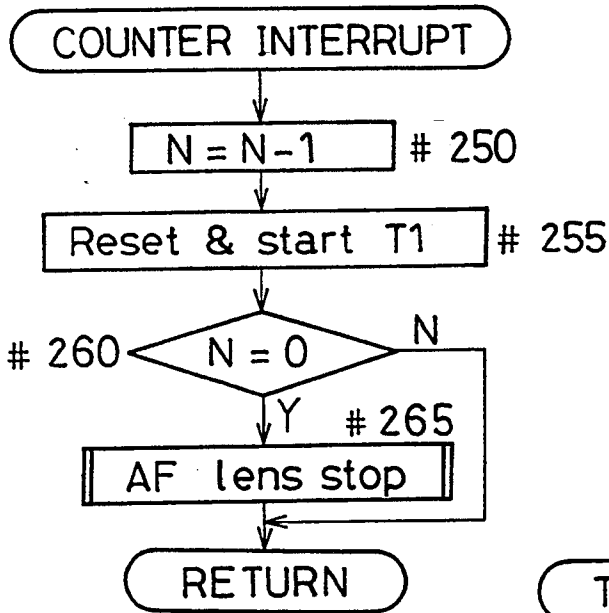 COUNTER INTERRUPT
N = N-1 # 250
Reset & start T1 # 255
# 260 N = 0 N
Y # 265
AF lens stop
RETURN
T